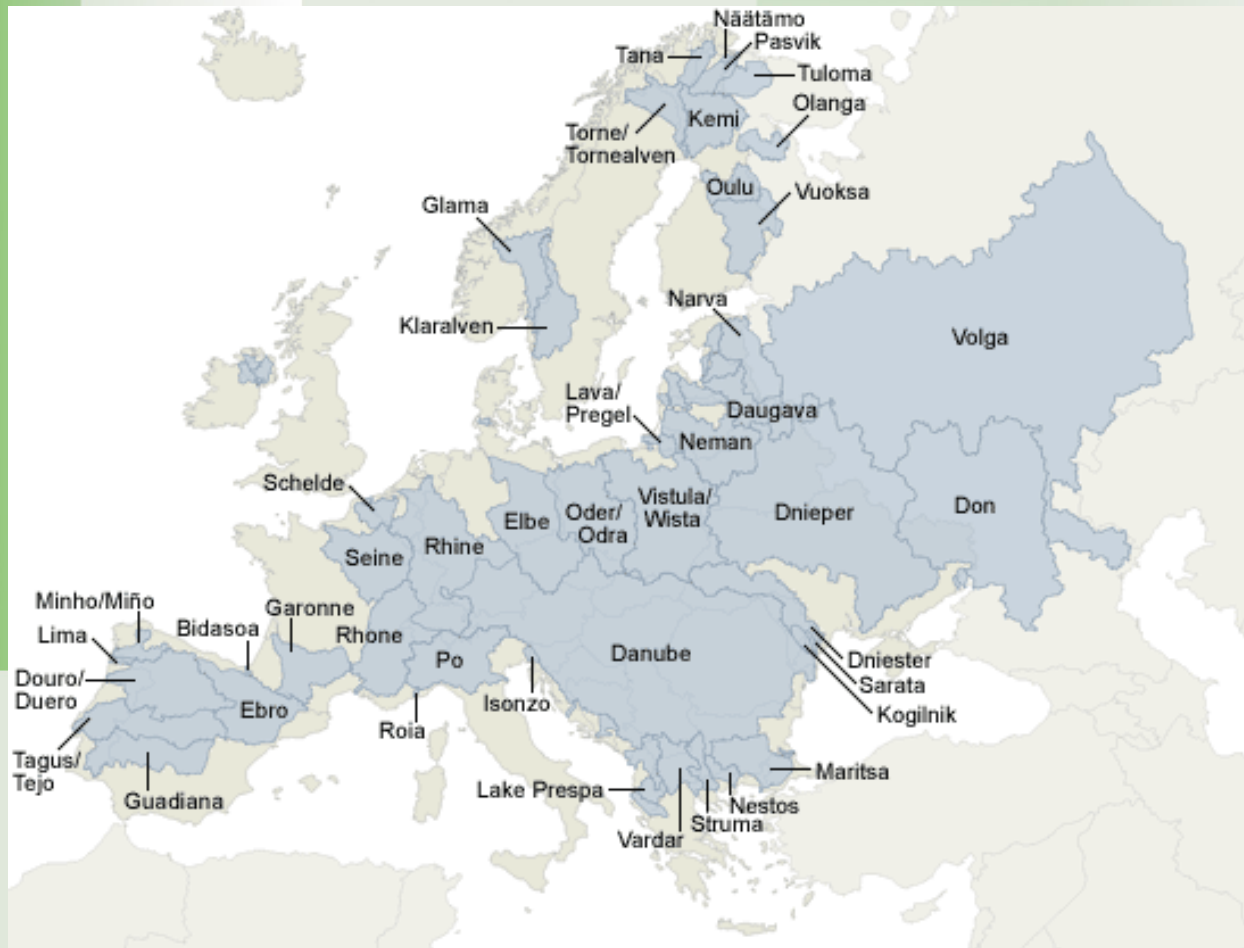 Näätämo
Pasvik
Tana
Tuloma
Olanga
Kemi
Torne/
Tornealven
Oulu
Vuoksa
Glama
Narva
Klaralven
Volga
Lava/
Pregel
Daugava
Neman
Schelde
Vistula/
Wista
Elbe
Oder/
Odra
Dnieper
Don
Rhine
Seine
Minho/Miño
Garonne
Bidasoa
Lima
Rhone
Po
Danube
Dniester
Sarata
Kogilnik
Douro/
Duero
Ebro
Isonzo
Roia
Tagus/
Tejo
Guadiana
Lake Prespa
Maritsa
Nestos
Struma
Vardar